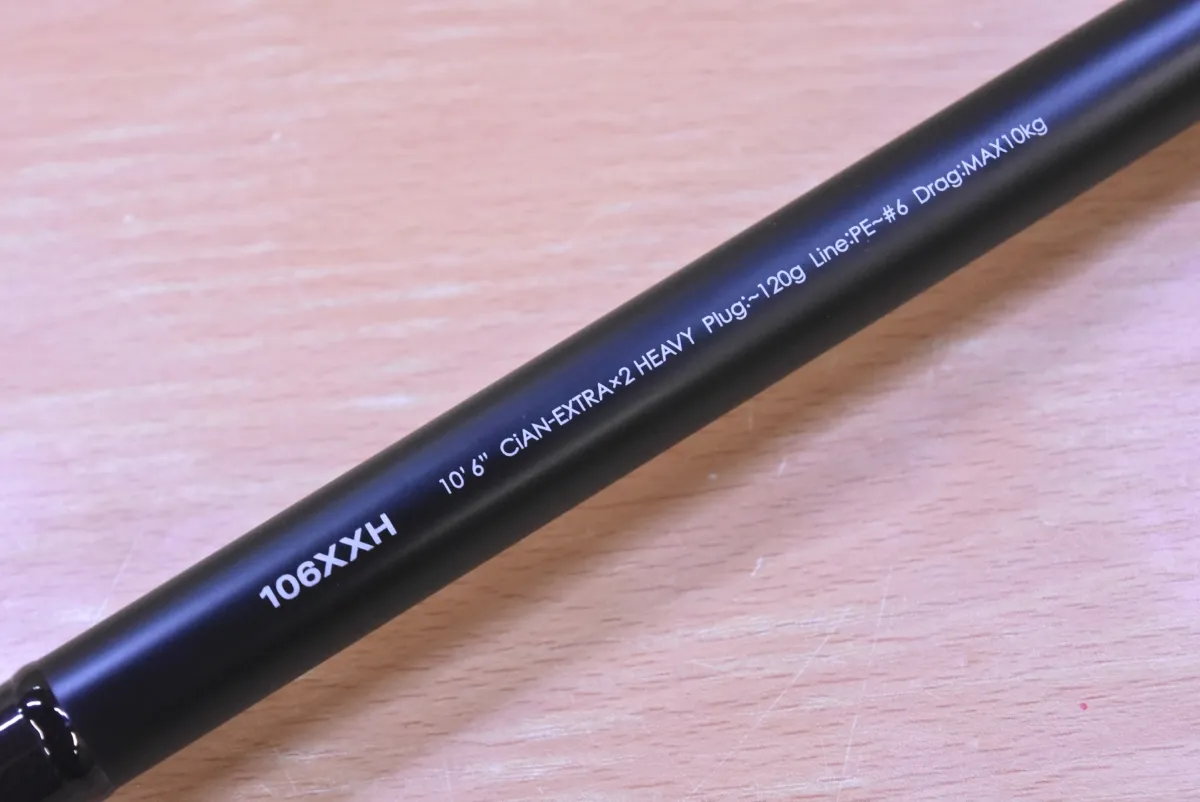 106XXH 10' 6" CiAN-EXTRA×2 HEAVY Plug:~120g Line:PE~#6 Drag:MAX10kg